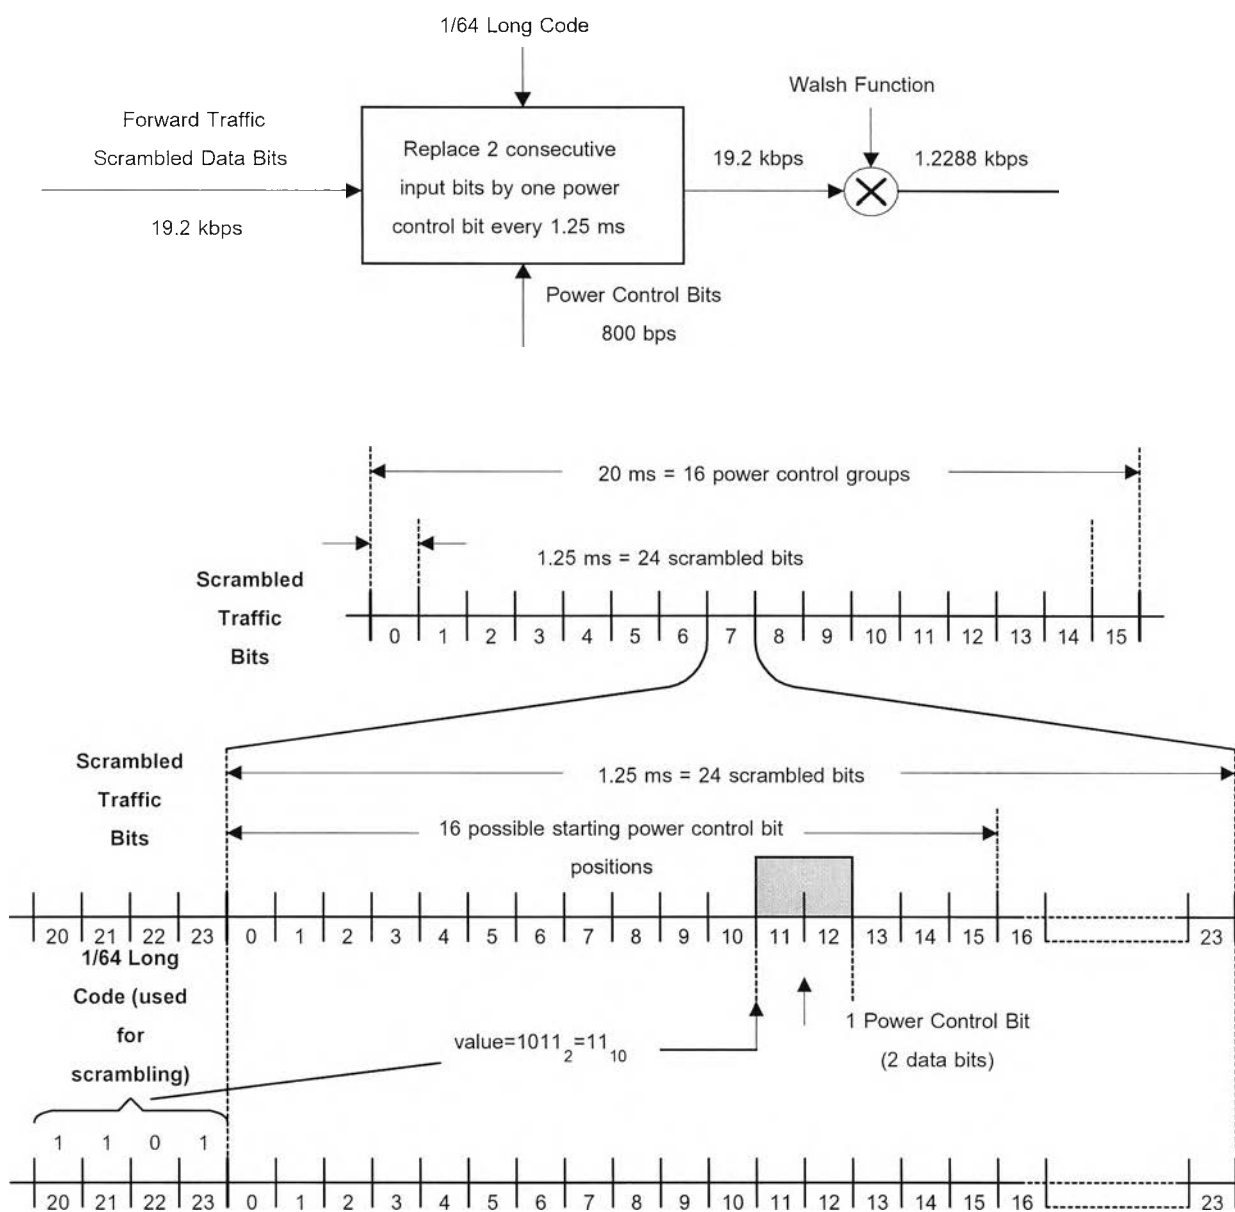 1/64 Long Code
Walsh Function
Forward Traffic
Scrambled Data Bits
19.2 kbps
Replace 2 consecutive
input bits by one power
control bit every 1.25 ms
19.2 kbps
1.2288 kbps
Power Control Bits
800 bps
20 ms = 16 power control groups
1.25 ms = 24 scrambled bits
Scrambled
Traffic
Bits
0 1 2 3 4 5 6 7 8 9 10 11 12 13 14 15
Scrambled
Traffic
Bits
1.25 ms = 24 scrambled bits
16 possible starting power control bit
positions
20 21 22 23 0 1 2 3 4 5 6 7 8 9 10 11 12 13 14 15 16 23
1/64 Long
Code (used
for
scrambling)
value=1011₂=11₁₀
1 Power Control Bit
(2 data bits)
1 1 0 1
20 21 22 23 0 1 2 3 4 5 6 7 8 9 10 11 12 13 14 15 16 23